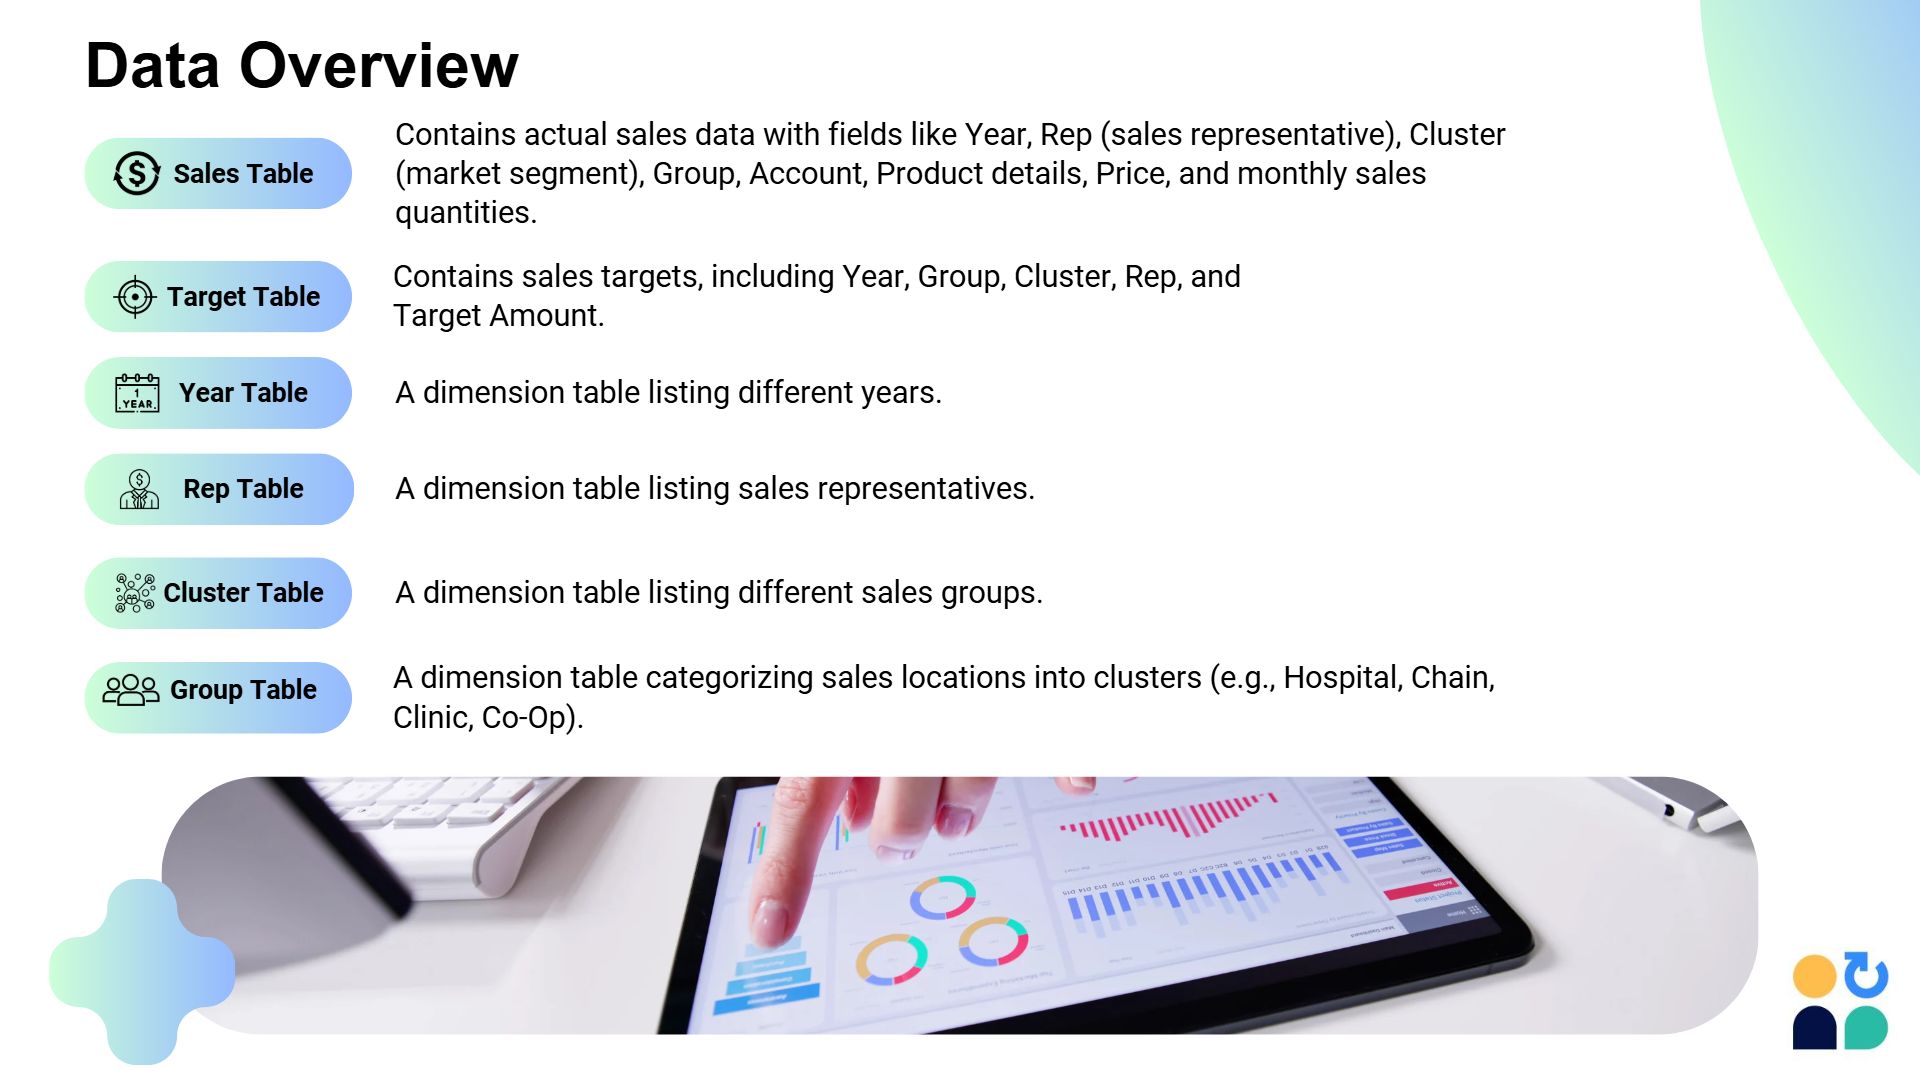 Data Overview
Sales Table
Contains actual sales data with fields like Year, Rep (sales representative), Cluster
(market segment), Group, Account, Product details, Price, and monthly sales
quantities.
Target Table
Contains sales targets, including Year, Group, Cluster, Rep, and
Target Amount.
1
YEAR
Year Table
A dimension table listing different years.
Rep Table
A dimension table listing sales representatives.
Cluster Table
A dimension table listing different sales groups.
Group Table
A dimension table categorizing sales locations into clusters (e.g., Hospital, Chain,
Clinic, Co-Op).